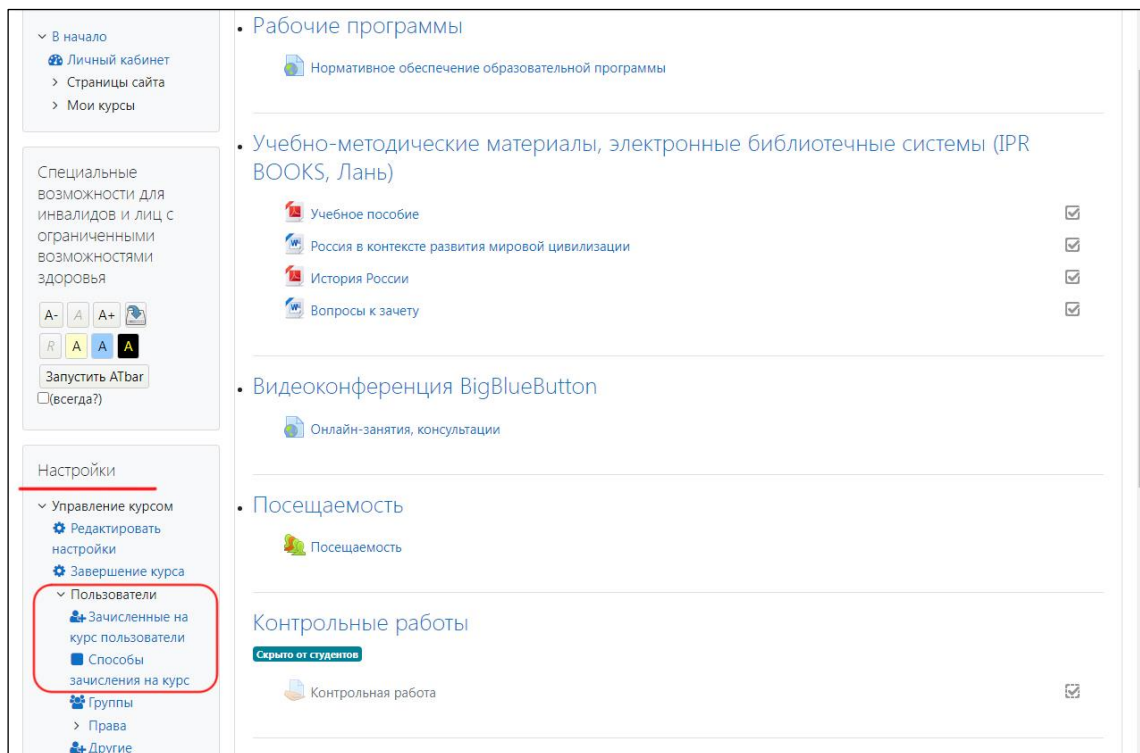 В начало
Личный кабинет
Страницы сайта
Мои курсы
Специальные
возможности для
инвалидов и лиц с
ограниченными
возможностями
здоровья
A- A A+
R A A A
Запустить ATbar
(всегда?)
Настройки
Управление курсом
Редактировать
настройки
Завершение курса
Пользователи
Зачисленные на
курс пользователи
Способы
зачисления на курс
Группы
Права
Другие
Рабочие программы
Нормативное обеспечение образовательной программы
Учебно-методические материалы, электронные библиотечные системы (IPR
BOOKS, Лань)
Учебное пособие
Россия в контексте развития мировой цивилизации
История России
Вопросы к зачету
Видеоконференция BigBlueButton
Онлайн-занятия, консультации
Посещаемость
Посещаемость
Контрольные работы
Скрыто от студентов
Контрольная работа